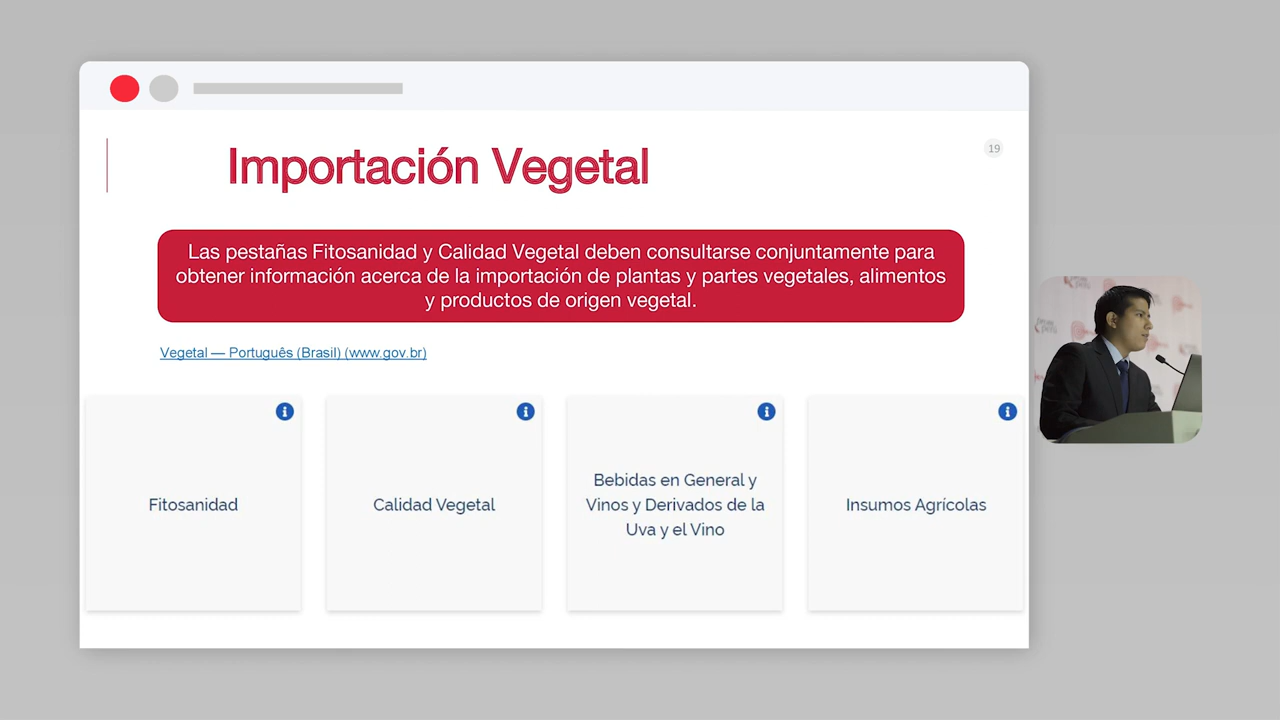 Importación Vegetal
19
Las pestañas Fitosanidad y Calidad Vegetal deben consultarse conjuntamente para
obtener información acerca de la importación de plantas y partes vegetales, alimentos
y productos de origen vegetal.
Vegetal — Português (Brasil) (www.gov.br)
Fitosanidad
Calidad Vegetal
Bebidas en General y
Vinos y Derivados de la
Uva y el Vino
Insumos Agrícolas